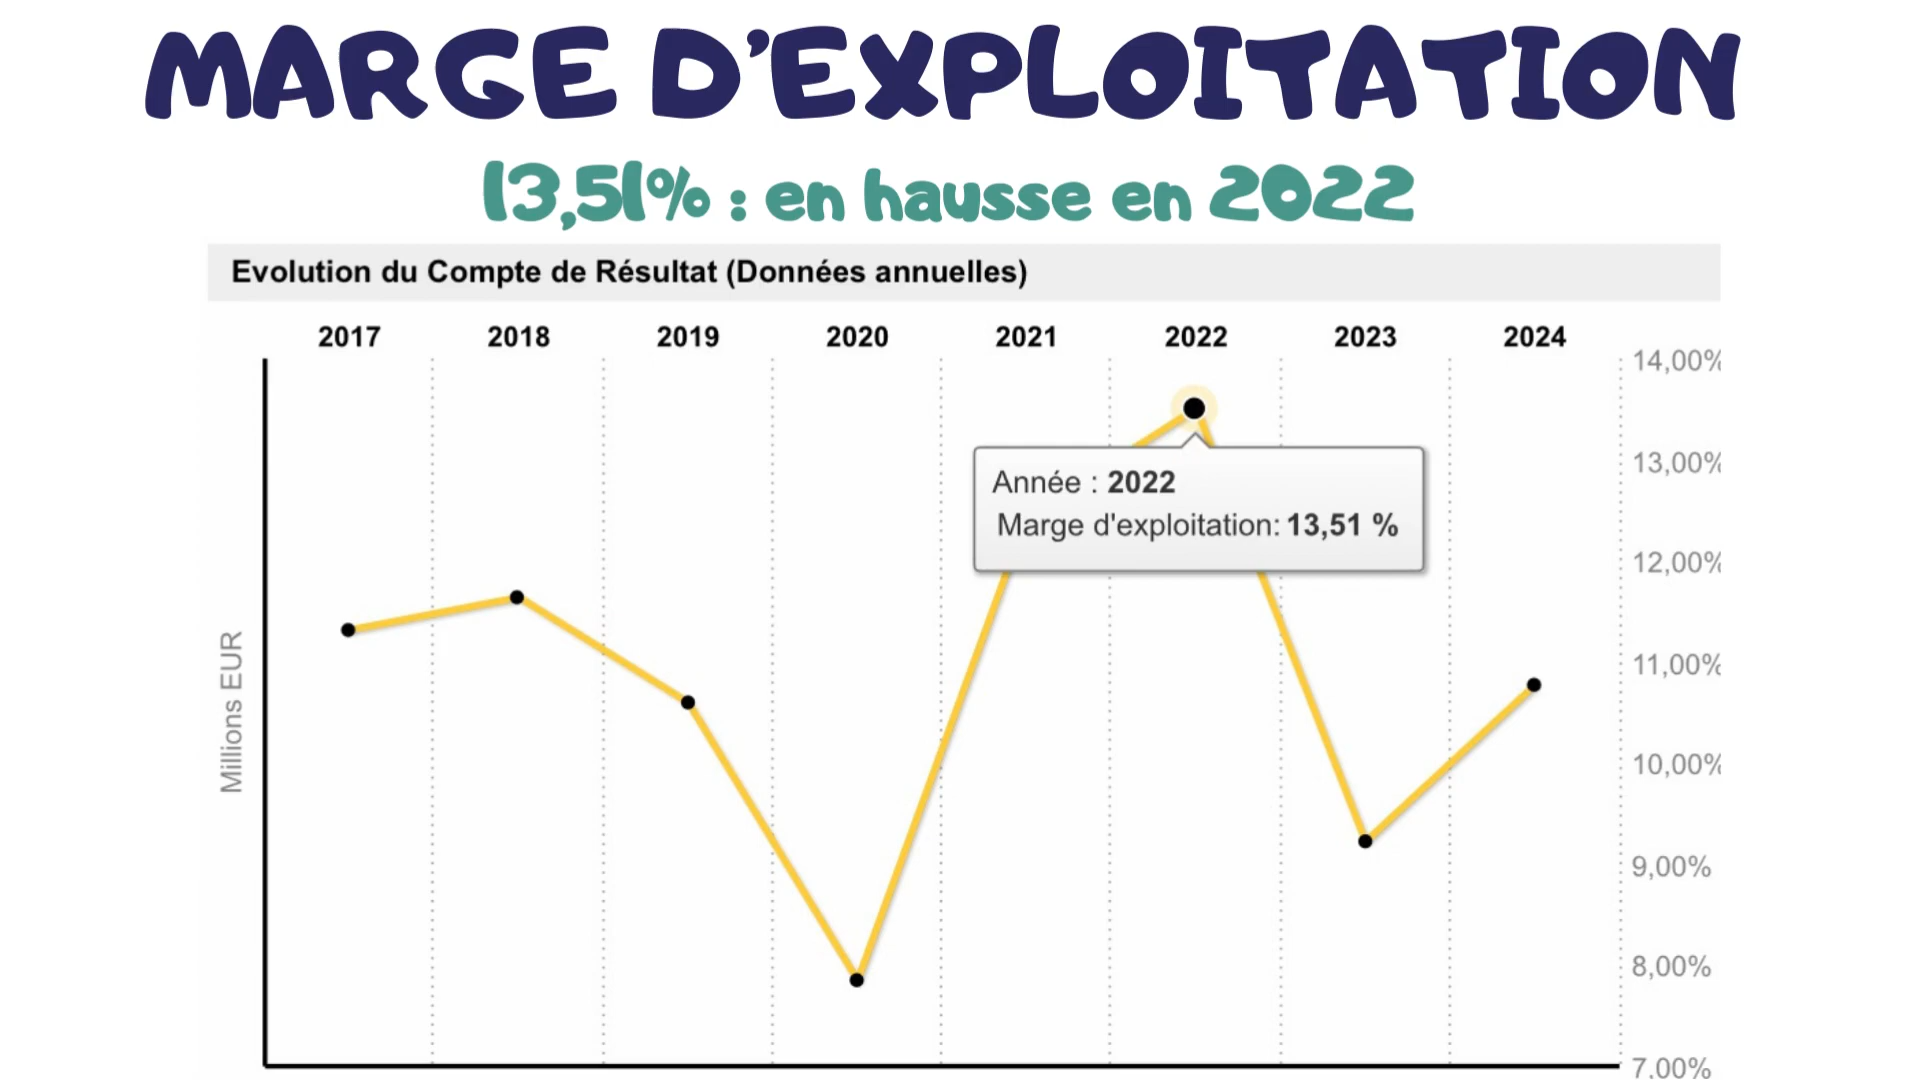 MARGE D'EXPLOITATION
13,51% : en hausse en 2022
Evolution du Compte de Résultat (Données annuelles)
2017 2018 2019 2020 2021 2022 2023 2024
14,00%
13,00%
Année : 2022
Marge d'exploitation: 13,51 %
12,00%
11,00%
Millions EUR
10,00%
9,00%
8,00%
7,00%